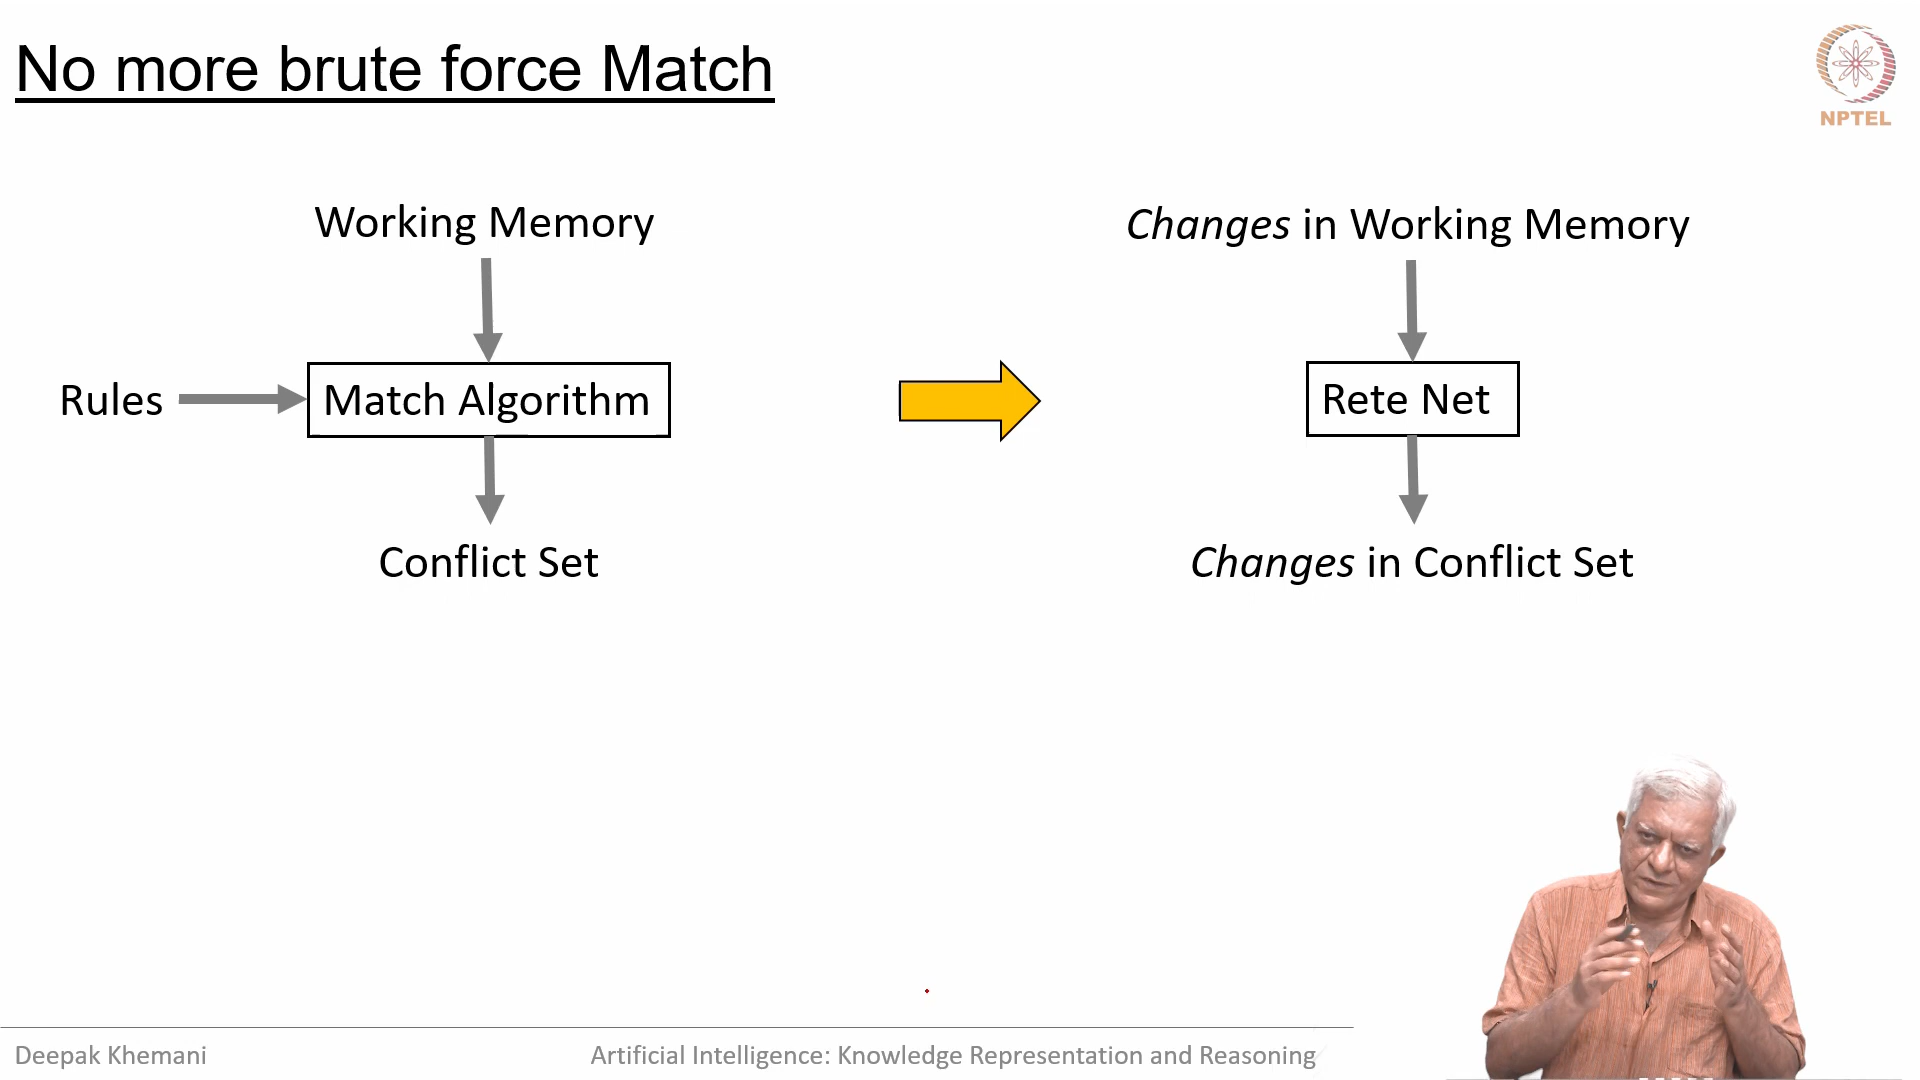 No more brute force Match
NPTEL
Working Memory
Rules
Match Algorithm
Conflict Set
Changes in Working Memory
Rete Net
Changes in Conflict Set
Deepak Khemani
Artificial Intelligence: Knowledge Representation and Reasoning